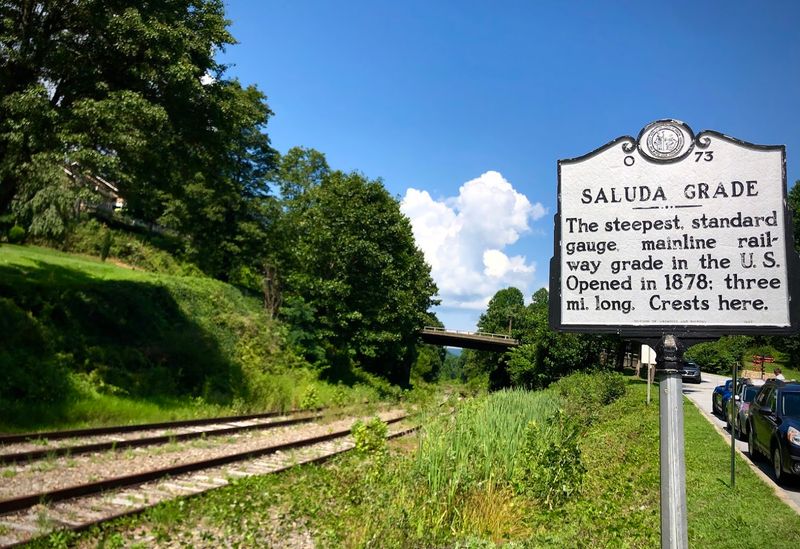 O 73
SALUDA GRADE
The steepest, standard
gauge, mainline rail-
way grade in the U. S.
Opened in 1878; three
mi. long. Crests here.